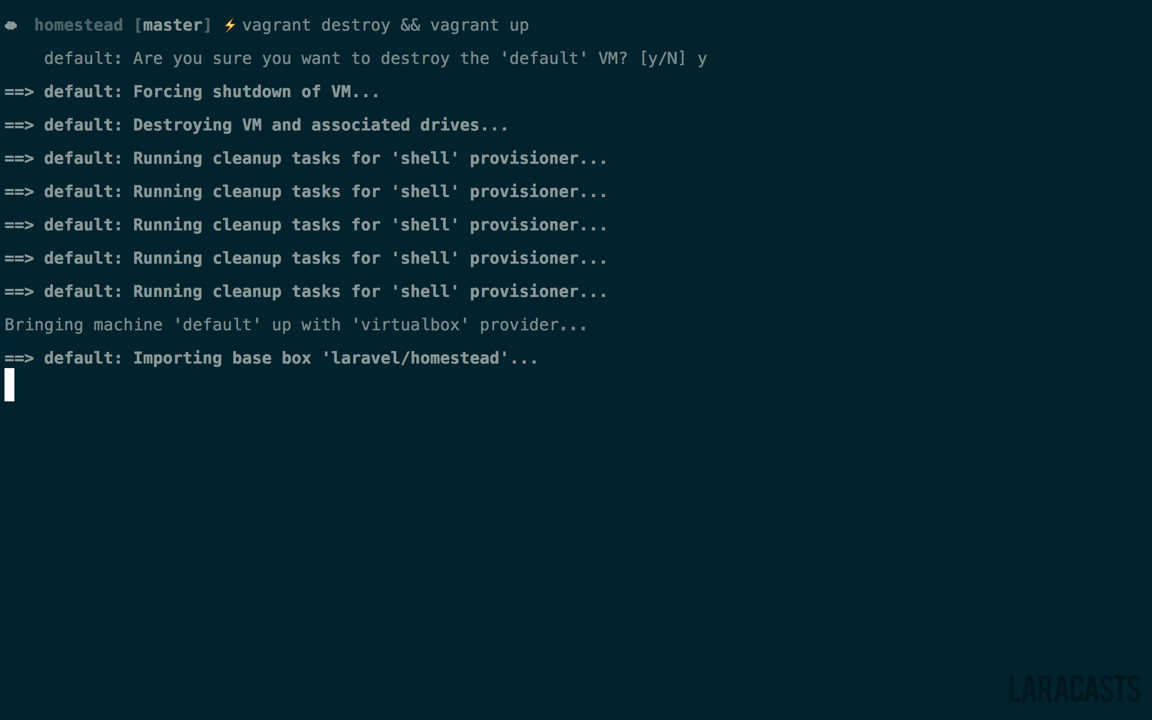 homestead [master] ⚡ vagrant destroy && vagrant up
default: Are you sure you want to destroy the 'default' VM? [y/N] y
==> default: Forcing shutdown of VM...
==> default: Destroying VM and associated drives...
==> default: Running cleanup tasks for 'shell' provisioner...
==> default: Running cleanup tasks for 'shell' provisioner...
==> default: Running cleanup tasks for 'shell' provisioner...
==> default: Running cleanup tasks for 'shell' provisioner...
==> default: Running cleanup tasks for 'shell' provisioner...
Bringing machine 'default' up with 'virtualbox' provider...
==> default: Importing base box 'laravel/homestead'...
LARACASTS